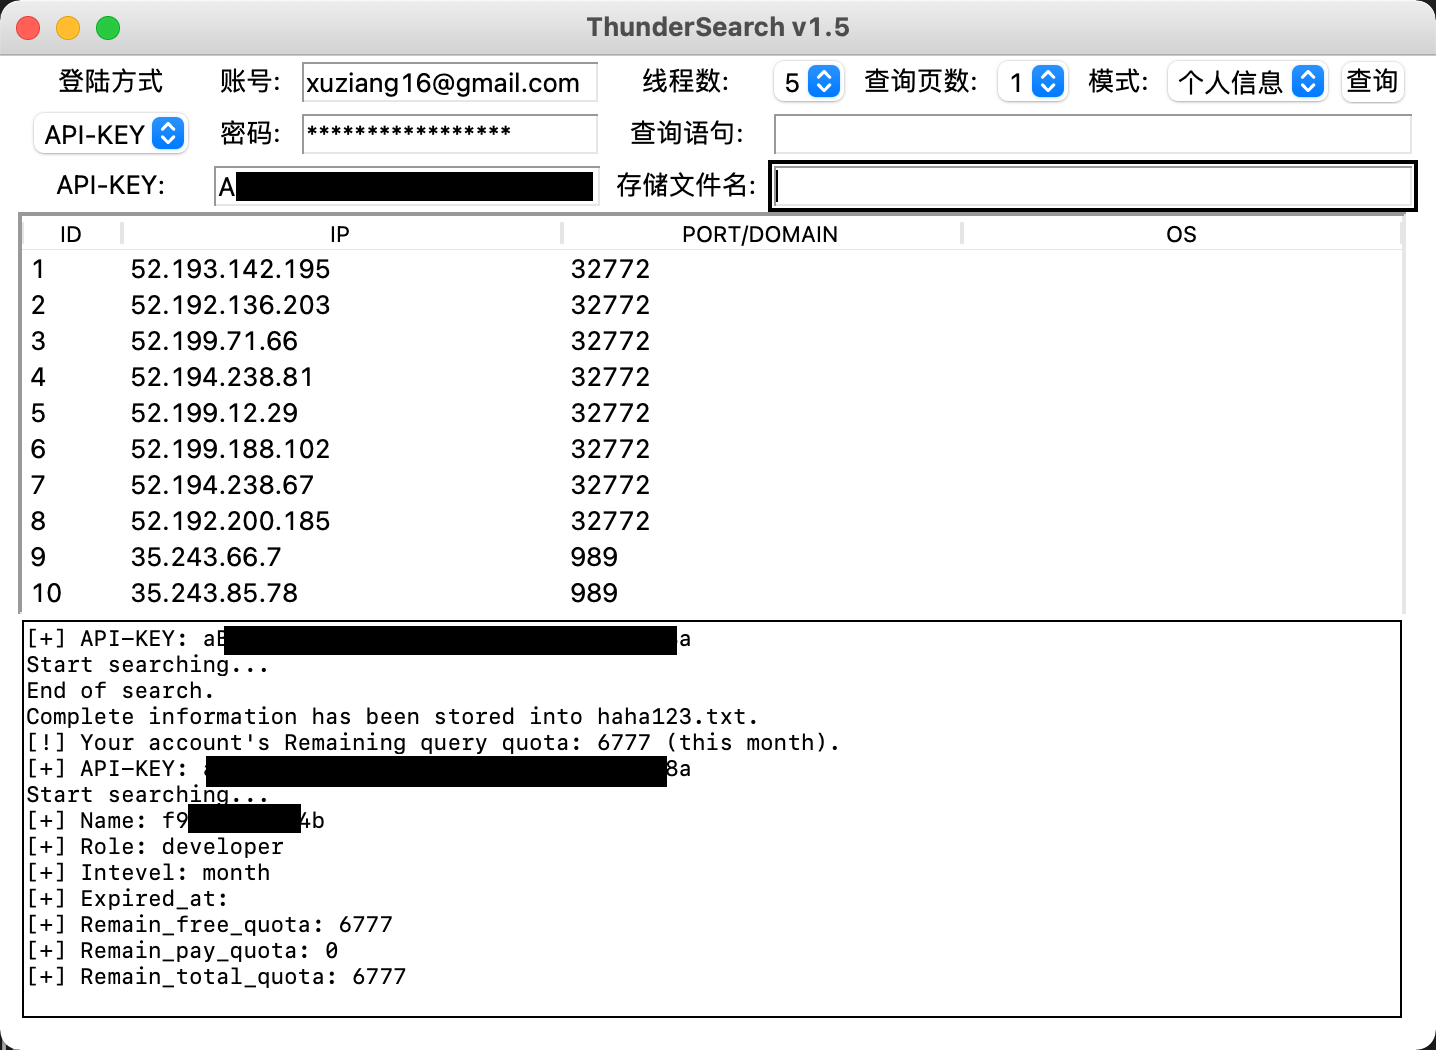 ThunderSearch v1.5
登陆方式 账号: xuziang16@gmail.com 线程数: 5 查询页数: 1 模式: 个人信息 查询
API-KEY 密码: ***************** 查询语句:
API-KEY: A 存储文件名:
ID IP PORT/DOMAIN OS
1 52.193.142.195 32772
2 52.192.136.203 32772
3 52.199.71.66 32772
4 52.194.238.81 32772
5 52.199.12.29 32772
6 52.199.188.102 32772
7 52.194.238.67 32772
8 52.192.200.185 32772
9 35.243.66.7 989
10 35.243.85.78 989
[+] API-KEY: aB a
Start searching...
End of search.
Complete information has been stored into haha123.txt.
[!] Your account's Remaining query quota: 6777 (this month).
[+] API-KEY: 8a
Start searching...
[+] Name: f9 4b
[+] Role: developer
[+] Intevel: month
[+] Expired_at:
[+] Remain_free_quota: 6777
[+] Remain_pay_quota: 0
[+] Remain_total_quota: 6777